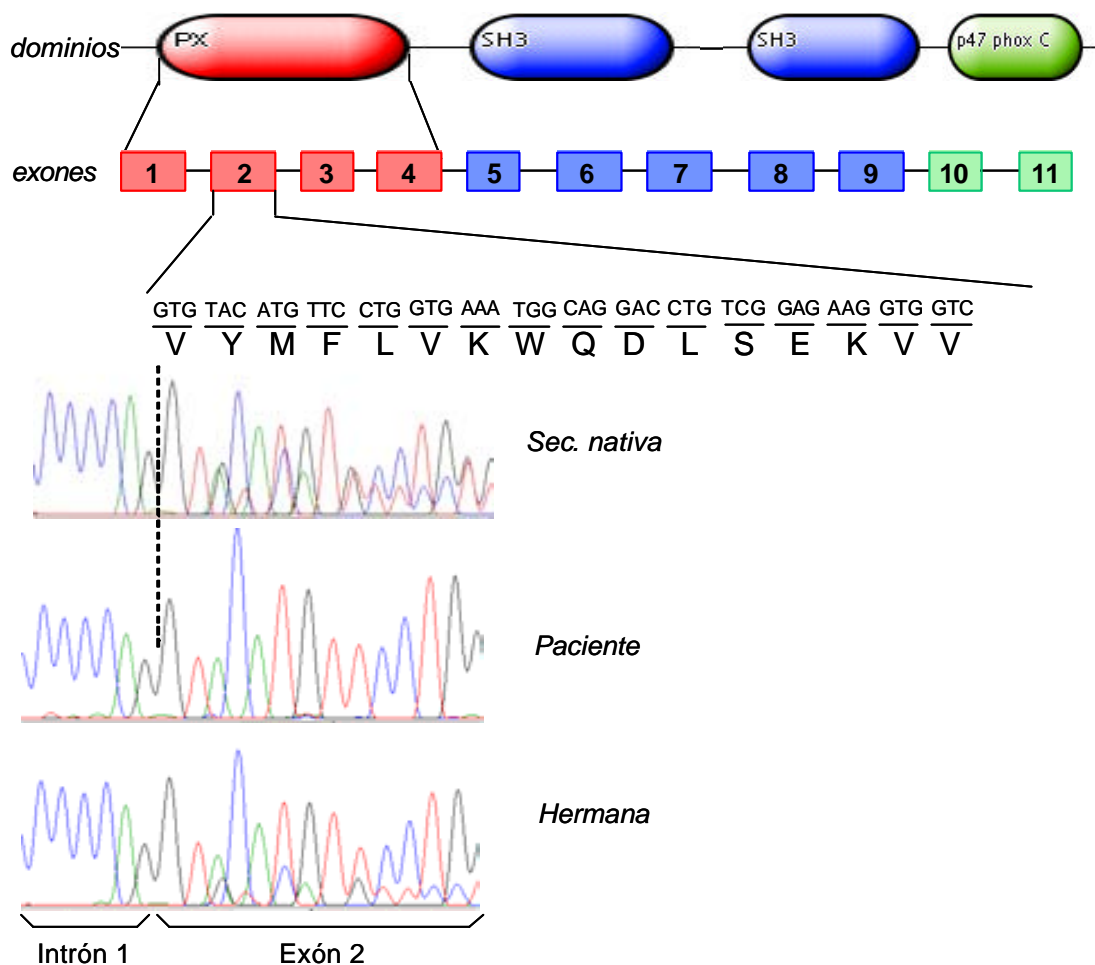 dominios PX SH3 SH3 p47 phox C
exones 1 2 3 4 5 6 7 8 9 10 11
GTG TAC ATG TTC CTG GTG AAA TGG CAG GAC CTG TCG GAG AAG GTG GTC
V Y M F L V K W Q D L S E K V V
Sec. nativa
Paciente
Hermana
Intrón 1 Exón 2